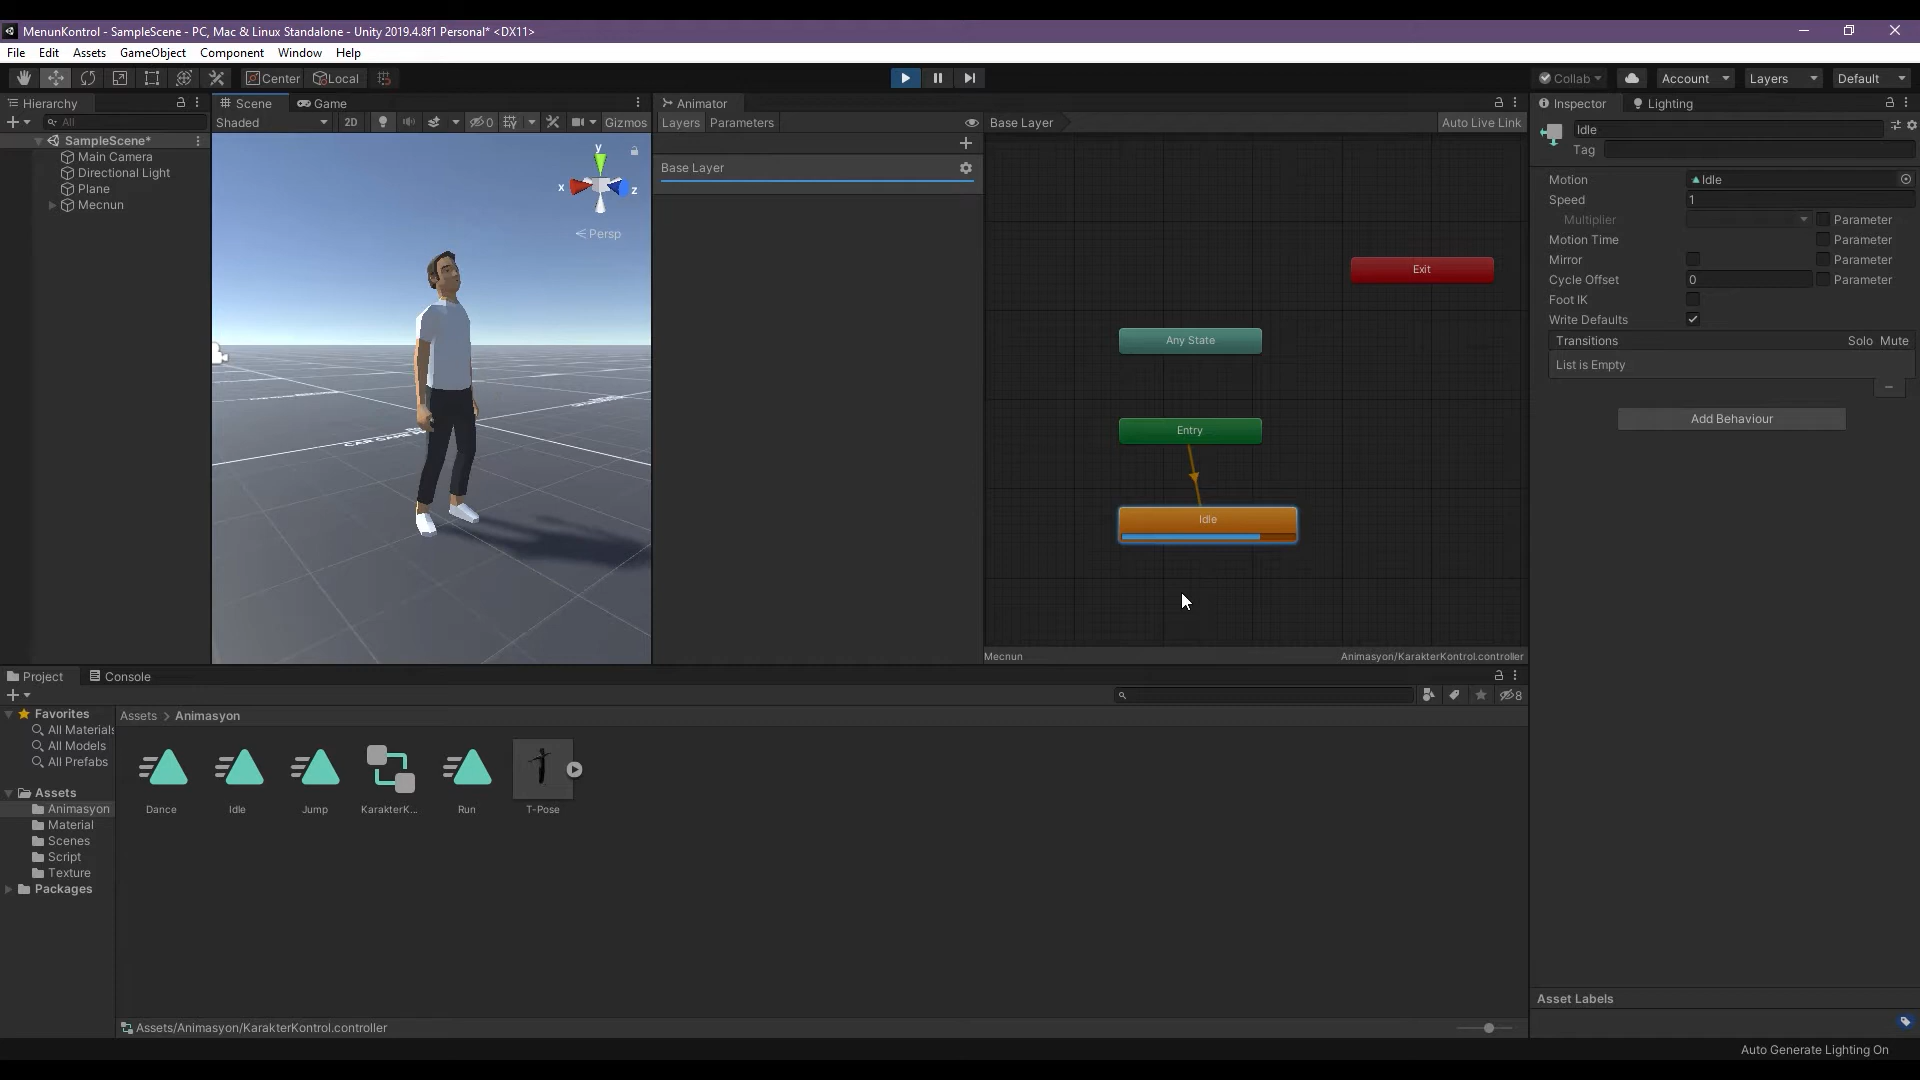 MenunKontrol - SampleScene - PC, Mac & Linux Standalone - Unity 2019.4.8f1 Personal* <DX11>
File Edit Assets GameObject Component Window Help
Center Local Collab Account Layers Default
Hierarchy Scene Game Animator Inspector Lighting
All Shaded 2D 0 Gizmos Layers Parameters Base Layer Auto Live Link Idle
SampleScene*
Tag
Main Camera
Directional Light
Plane
Mecnun
y
x
z
Persp
Base Layer
Exit
Any State
Entry
Idle
Mecnun Animasyon/KarakterKontrol.controller
Motion Idle
Speed 1
Multiplier Parameter
Motion Time Parameter
Mirror Parameter
Cycle Offset 0 Parameter
Foot IK
Write Defaults
Transitions Solo Mute
List is Empty
Add Behaviour
Project Console
8
Favorites
All Materials
All Models
All Prefabs
Assets
Animasyon
Material
Scenes
Script
Texture
Packages
Assets > Animasyon
Dance Idle Jump KarakterK... Run T-Pose
Assets/Animasyon/KarakterKontrol.controller
Asset Labels
Auto Generate Lighting On